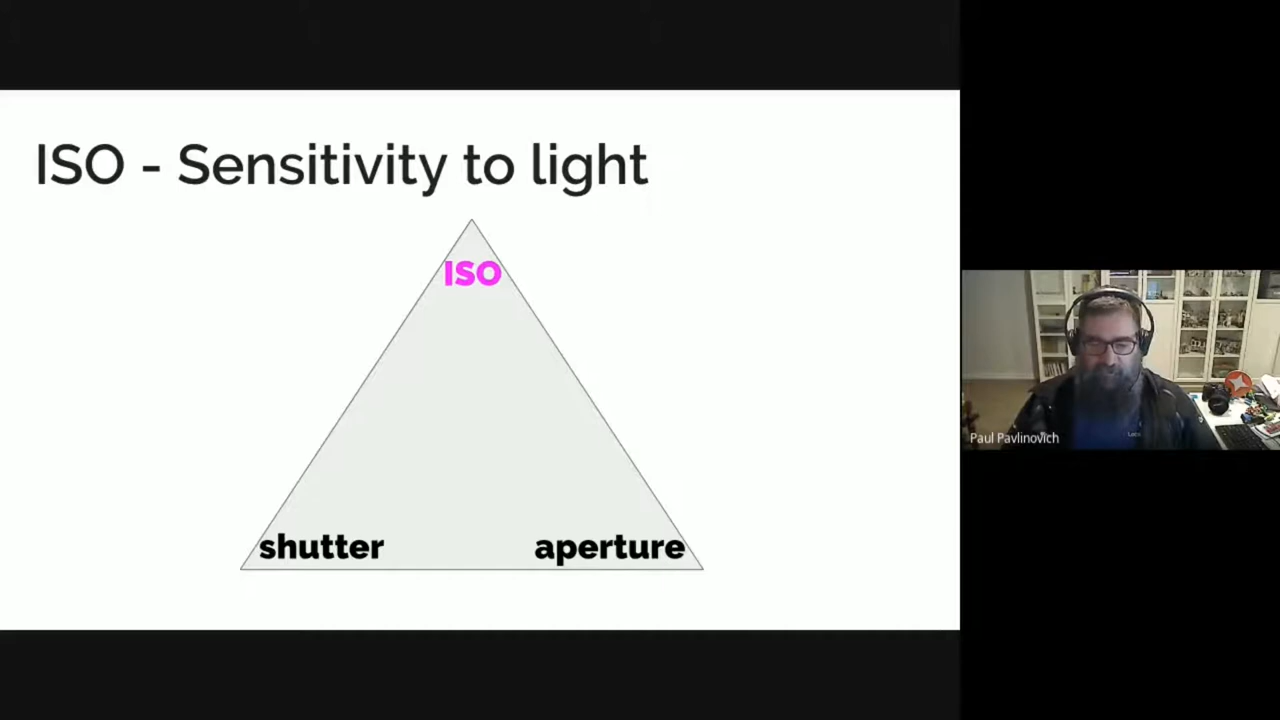 ISO - Sensitivity to light
ISO
shutter
aperture
Paul Pavlinovich